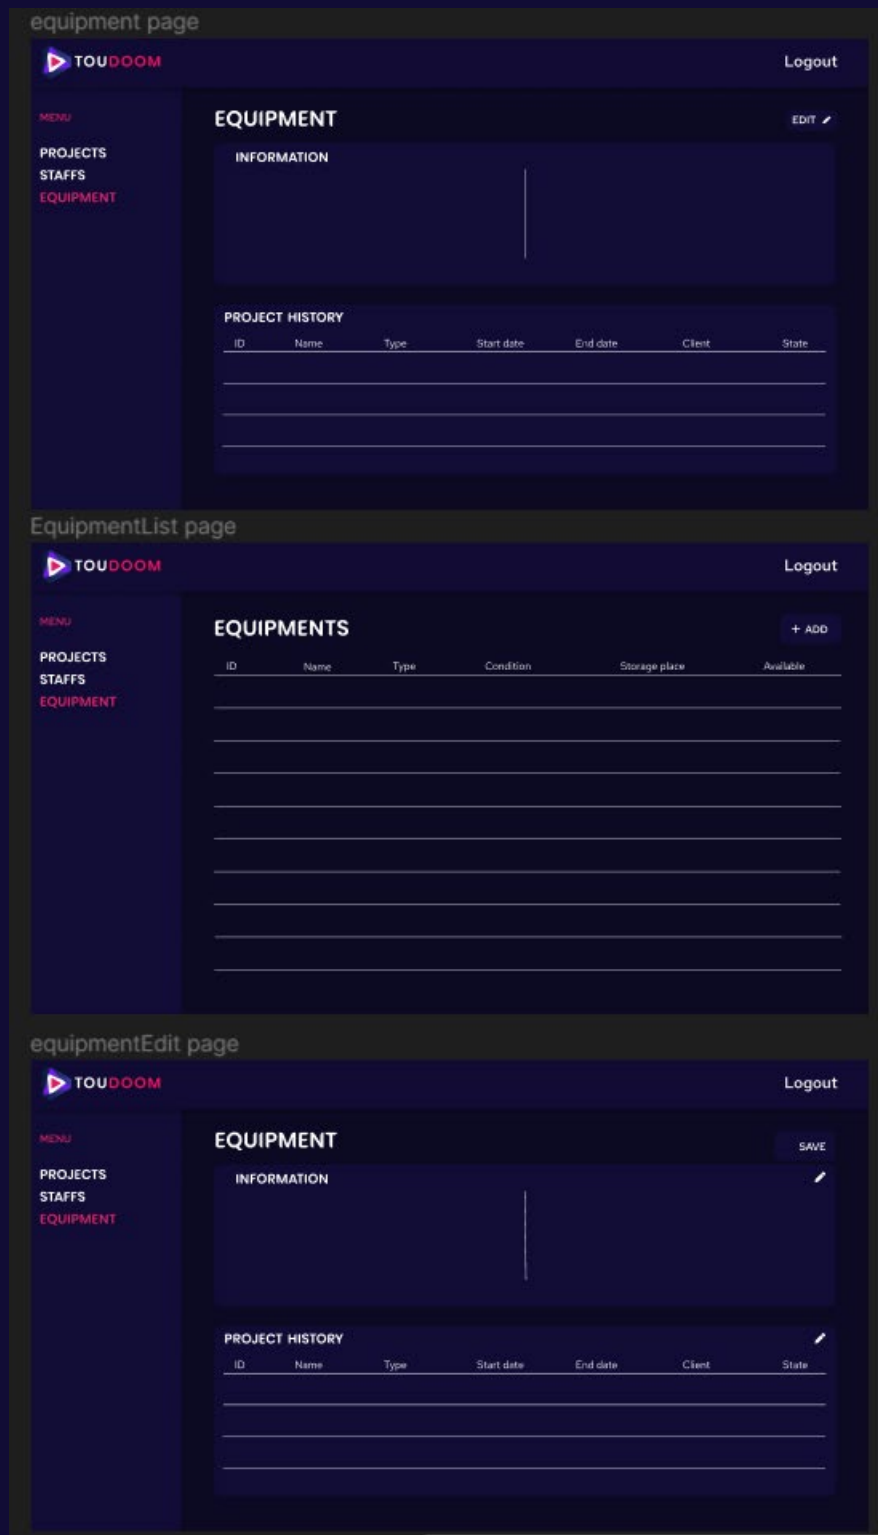 equipment page
TOUDOOM
Logout
MENU
EQUIPMENT
EDIT
PROJECTS
INFORMATION
STAFFS
EQUIPMENT
PROJECT HISTORY
ID Name Type Start date End date Client State
EquipmentList page
TOUDOOM
Logout
MENU
EQUIPMENTS
+ ADD
PROJECTS
ID Name Type Condition Storage place Available
STAFFS
EQUIPMENT
equipmentEdit page
TOUDOOM
Logout
MENU
EQUIPMENT
SAVE
PROJECTS
INFORMATION
STAFFS
EQUIPMENT
PROJECT HISTORY
ID Name Type Start date End date Client State